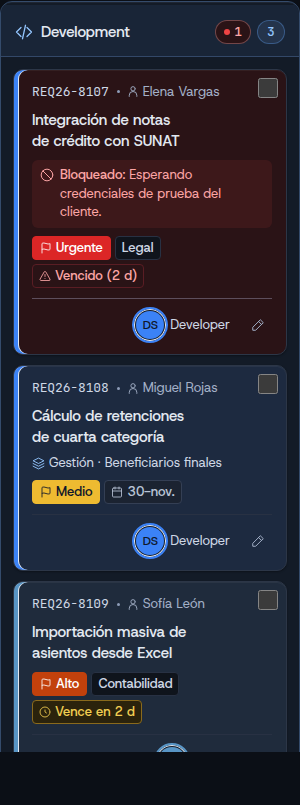 Development 1 3
REQ26-8107 • Elena Vargas
Integración de notas
de crédito con SUNAT
Bloqueado: Esperando
credenciales de prueba del
cliente.
Urgente Legal
Vencido (2 d)
DS Developer
REQ26-8108 • Miguel Rojas
Cálculo de retenciones
de cuarta categoría
Gestión · Beneficiarios finales
Medio 30-nov.
DS Developer
REQ26-8109 • Sofía León
Importación masiva de
asientos desde Excel
Alto Contabilidad
Vence en 2 d